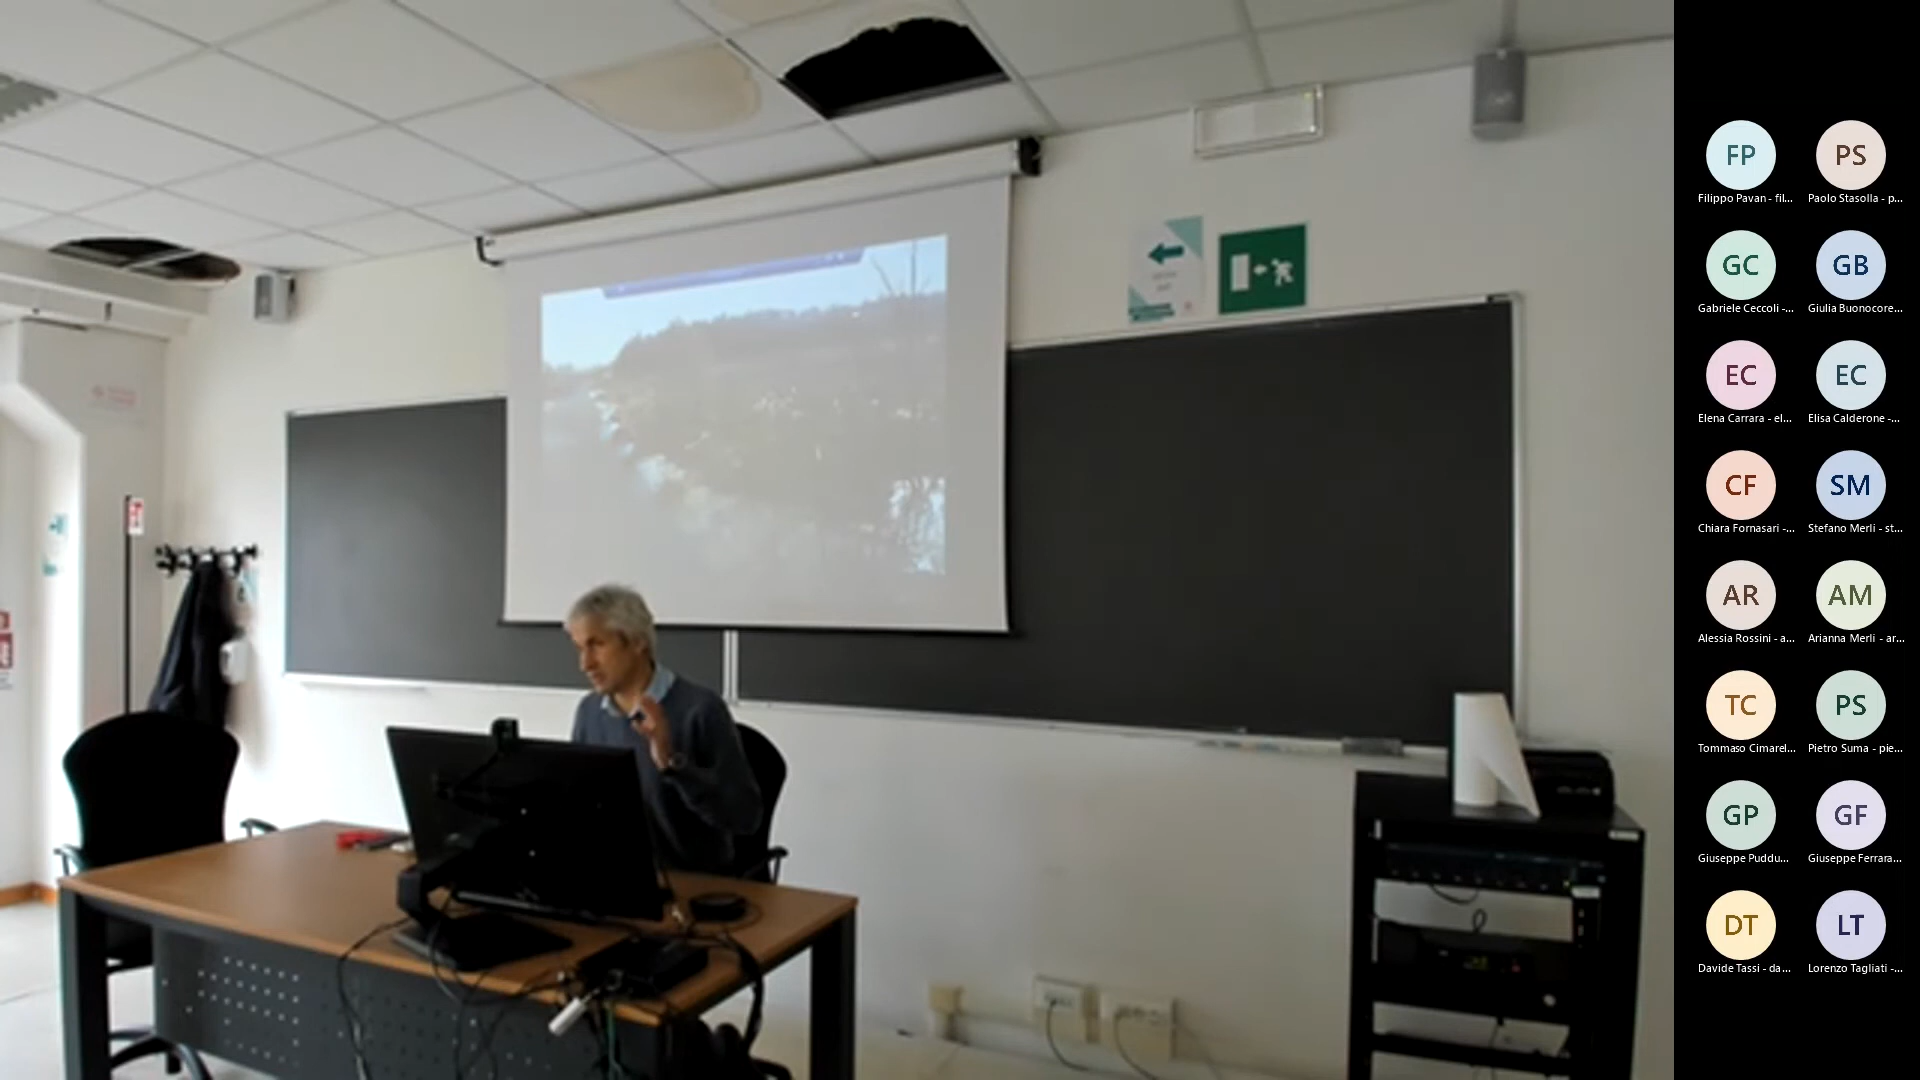 FP
PS
Filippo Pavan - fil...
Paolo Stasolla - p...
GC
GB
Gabriele Ceccoli -...
Giulia Buonocore...
EC
EC
Elena Carrara - el...
Elisa Calderone -...
CF
SM
Chiara Fornasari -...
Stefano Merli - st...
AR
AM
Alessia Rossini - a...
Arianna Merli - ar...
TC
PS
Tommaso Cimarel...
Pietro Suma - pie...
GP
GF
Giuseppe Puddu...
Giuseppe Ferrara...
DT
LT
Davide Tassi - da...
Lorenzo Tagliati -...